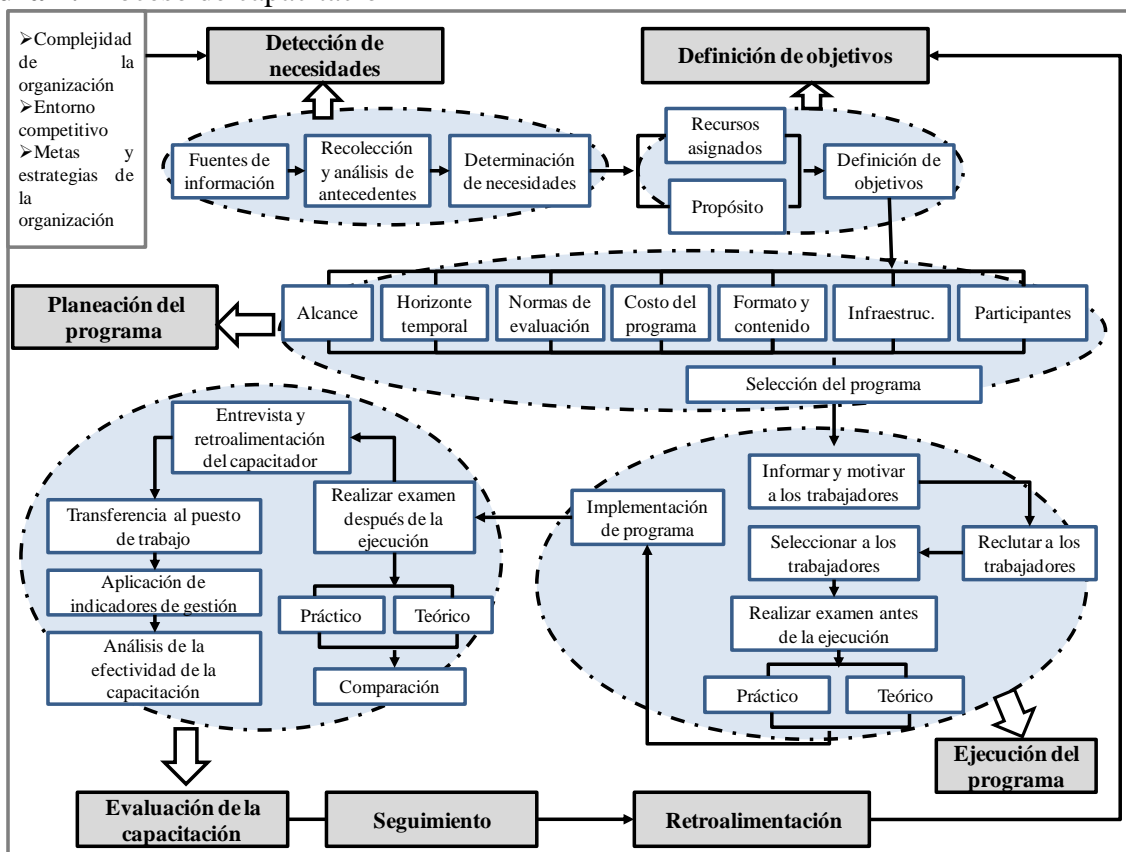 ➢Complejidad
de la
organización
➢Entorno
competitivo
➢Metas y
estrategias de
la
organización
Detección de
necesidades
Definición de objetivos
Fuentes de
información
Recolección
y análisis de
antecedentes
Determinación
de necesidades
Recursos
asignados
Propósito
Definición de
objetivos
Planeación del
programa
Alcance
Horizonte
temporal
Normas de
evaluación
Costo del
programa
Formato y
contenido
Infraestruc.
Participantes
Selección del programa
Informar y motivar
a los trabajadores
Reclutar a los
trabajadores
Seleccionar a los
trabajadores
Realizar examen antes
de la ejecución
Práctico
Teórico
Implementación
de programa
Ejecución del
programa
Realizar examen
después de la
ejecución
Práctico
Teórico
Comparación
Entrevista y
retroalimentación
del capacitador
Transferencia al puesto
de trabajo
Aplicación de
indicadores de gestión
Análisis de la
efectividad de la
capacitación
Evaluación de la
capacitación
Seguimiento
Retroalimentación